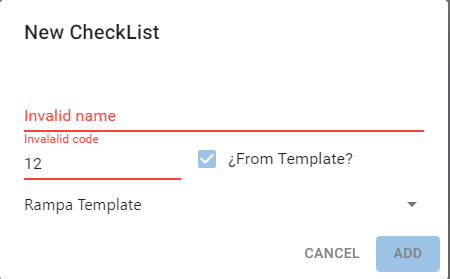 New CheckList
Invalid name
Invalalid code
12
¿From Template?
Rampa Template
CANCEL
ADD